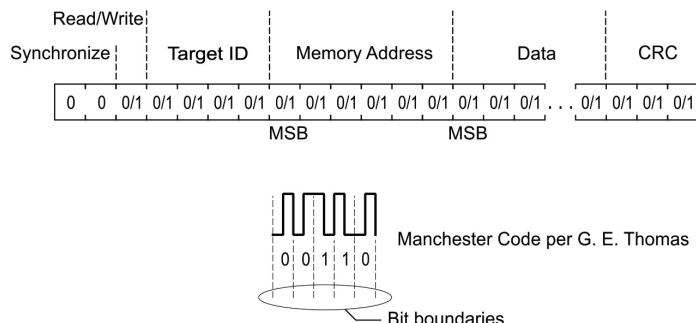 Read/Write
Synchronize Target ID Memory Address Data CRC
0 0 0/1 0/1 0/1 0/1 0/1 0/1 0/1 0/1 0/1 0/1 0/1 0/1 0/1 0/1 ... 0/1 0/1 0/1 0/1
MSB MSB
Manchester Code per G. E. Thomas
0 0 1 1 0
Bit boundaries